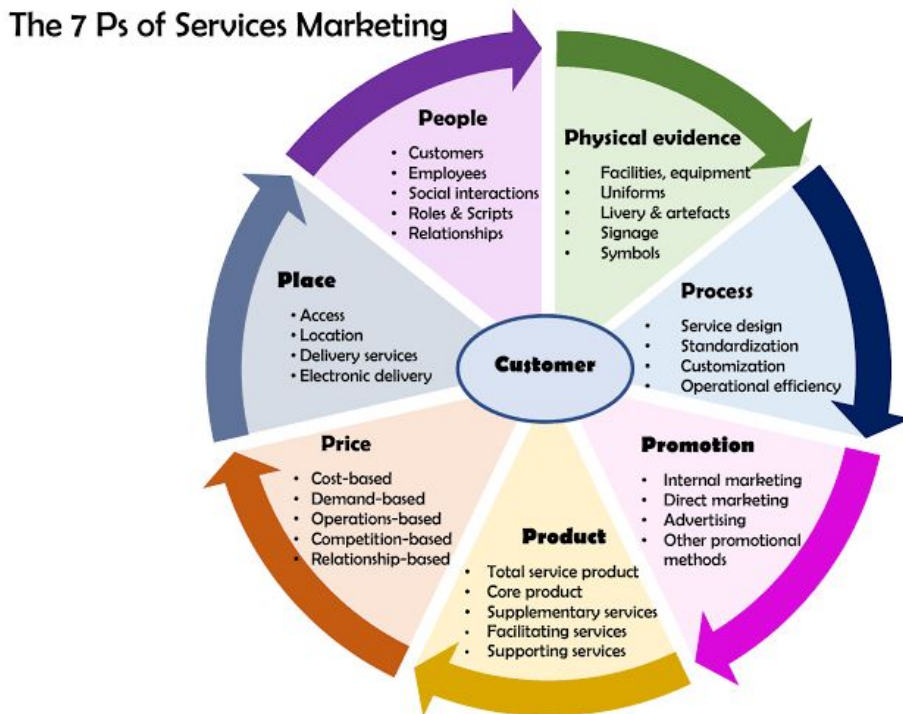 The 7 Ps of Services Marketing
People
• Customers
• Employees
• Social interactions
• Roles & Scripts
• Relationships
Physical evidence
• Facilities, equipment
• Uniforms
• Livery & artefacts
• Signage
• Symbols
Process
• Service design
• Standardization
• Customization
• Operational efficiency
Promotion
• Internal marketing
• Direct marketing
• Advertising
• Other promotional
methods
Product
• Total service product
• Core product
• Supplementary services
• Facilitating services
• Supporting services
Price
• Cost-based
• Demand-based
• Operations-based
• Competition-based
• Relationship-based
Place
• Access
• Location
• Delivery services
• Electronic delivery
Customer